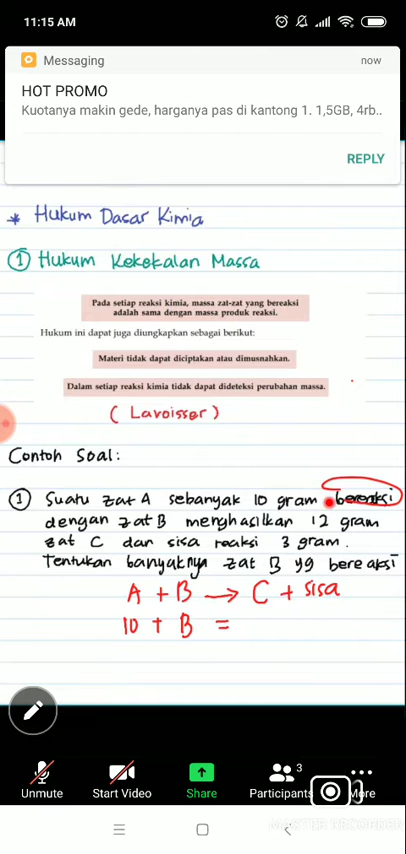 11:15 AM
Messaging
now
HOT PROMO
Kuotanya makin gede, harganya pas di kantong 1. 1,5GB, 4rb..
REPLY
* Hukum Dasar Kimia
① Hukum Kekekalan Massa
Pada setiap reaksi kimia, massa zat-zat yang bereaksi
adalah sama dengan massa produk reaksi.
Hukum ini dapat juga diungkapkan sebagai berikut:
Materi tidak dapat diciptakan atau dimusnahkan.
Dalam setiap reaksi kimia tidak dapat dideteksi perubahan massa.
( Lavoisser )
Contoh Soal:
① Suatu zat A sebanyak 10 gram bereaksi
dengan zat B menghasilkan 12 gram
zat C dan sisa reaksi 3 gram.
Tentukan banyaknya zat B yg bereaksi
A + B → C + sisa
10 + B =
3
Unmute
Start Video
Share
Participants
More